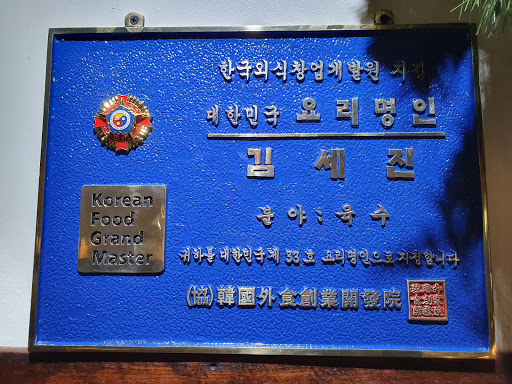 한국외식창업개발원 지정
대한민국 요리명인
김세진
분야 : 육수
귀하를 대한민국 제 33 호 요리명인으로 지정합니다
(協) 韓國外食創業開發院
Korean
Food
Grand
Master